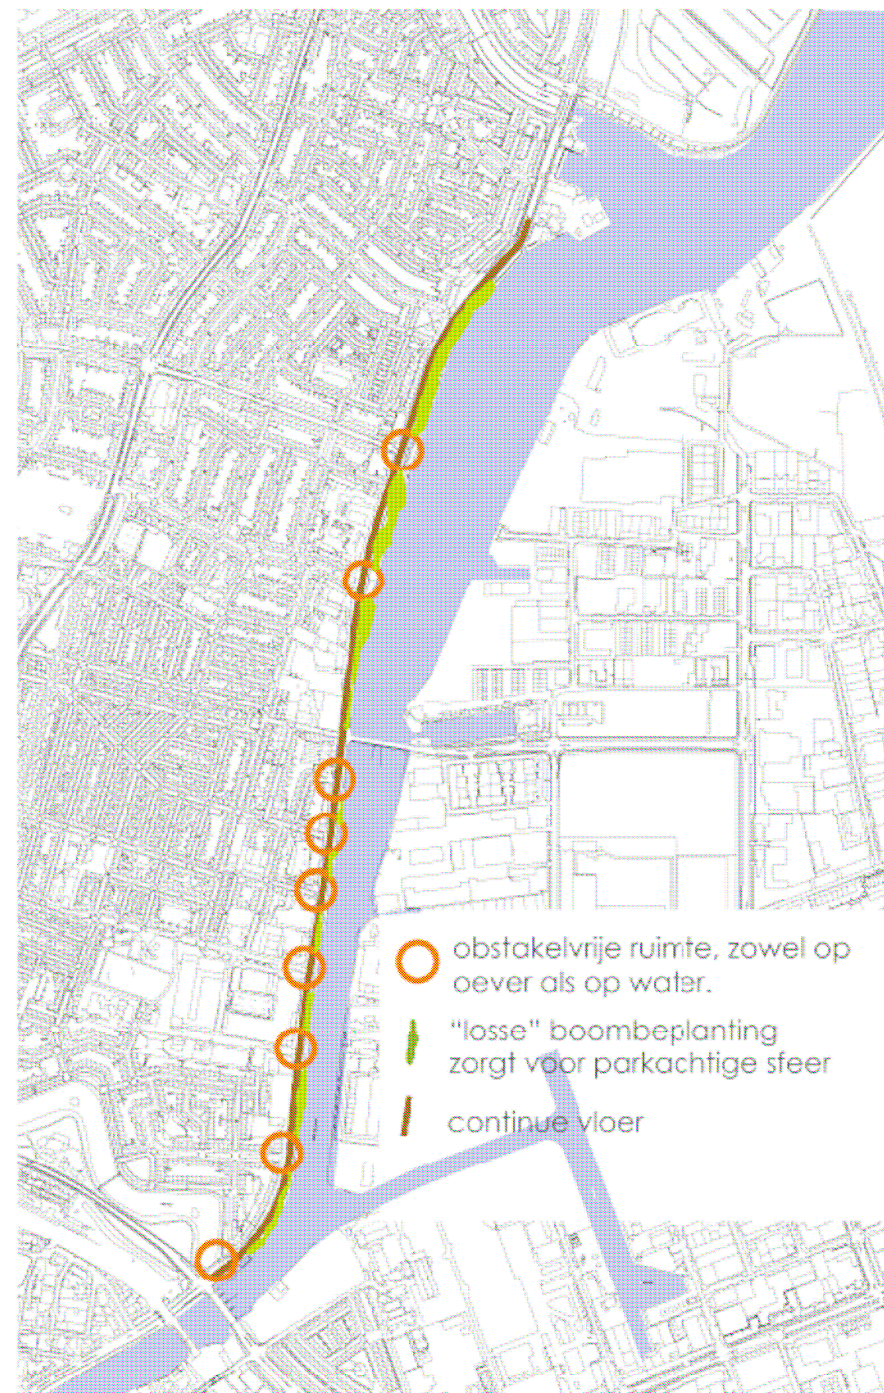 obstakelvrije ruimte, zowel op
oever als op water.
"losse" boombeplanting
zorgt voor parkachtige sfeer
continue vloer